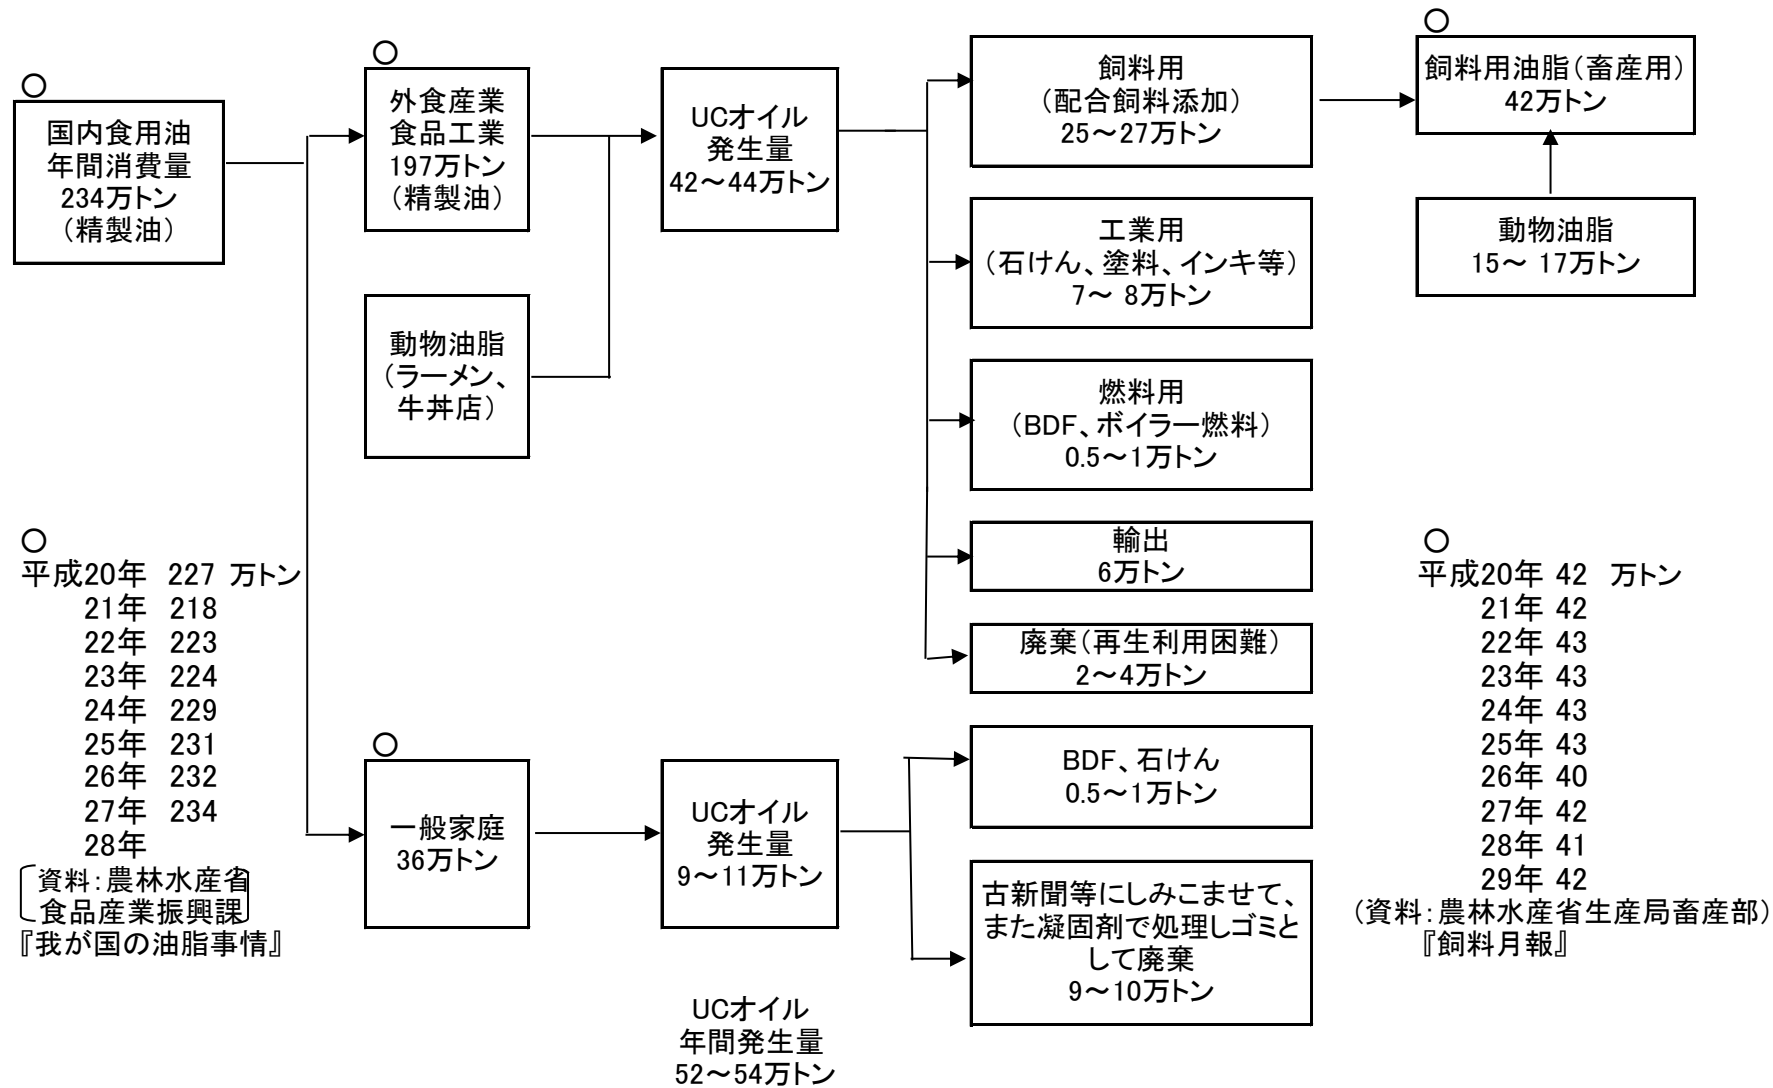 ○
国内食用油
年間消費量
234万トン
(精製油)
○
外食産業
食品工業
197万トン
(精製油)
動物油脂
(ラーメン、
牛丼店)
UCオイル
発生量
42~44万トン
飼料用
(配合飼料添加)
25~27万トン
○
飼料用油脂(畜産用)
42万トン
動物油脂
15~ 17万トン
工業用
(石けん、塗料、インキ等)
7~ 8万トン
燃料用
(BDF、ボイラー燃料)
0.5~1万トン
輸出
6万トン
廃棄(再生利用困難)
2~4万トン
○
一般家庭
36万トン
UCオイル
発生量
9~11万トン
BDF、石けん
0.5~1万トン
古新聞等にしみこませて、
また凝固剤で処理しゴミと
して廃棄
9~10万トン
UCオイル
年間発生量
52~54万トン
○
平成20年 227 万トン
21年 218
22年 223
23年 224
24年 229
25年 231
26年 232
27年 234
28年
資料:農林水産省
食品産業振興課
『我が国の油脂事情』
○
平成20年 42 万トン
21年 42
22年 43
23年 43
24年 43
25年 43
26年 40
27年 42
28年 41
29年 42
(資料:農林水産省生産局畜産部)
『飼料月報』